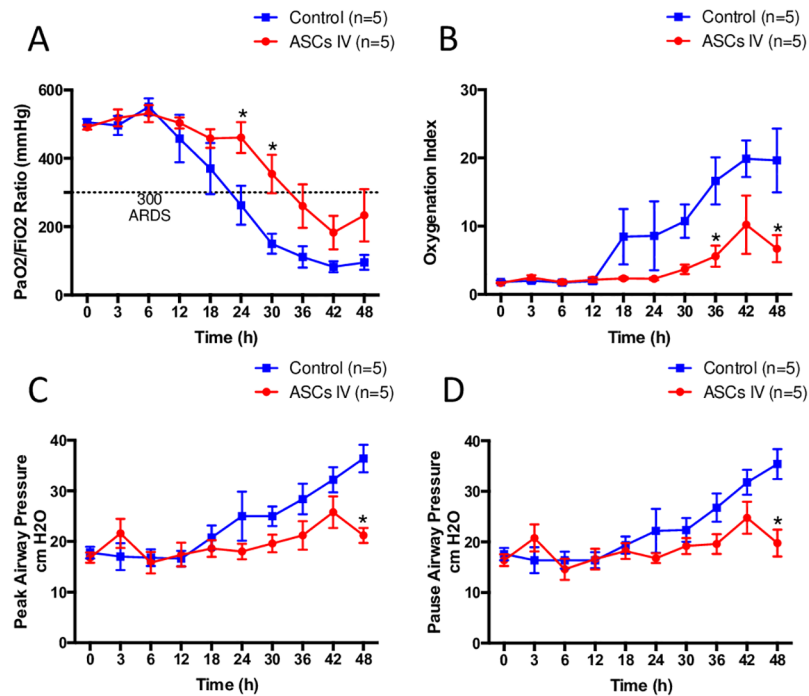 A
Control (n=5)
ASCs IV (n=5)
PaO2/FiO2 Ratio (mmHg)
600
400
200
0
*
*
300
ARDS
0 3 6 12 18 24 30 36 42 48
Time (h)
B
Control (n=5)
ASCs IV (n=5)
Oxygenation Index
30
20
10
0
*
*
0 3 6 12 18 24 30 36 42 48
Time (h)
C
Control (n=5)
ASCs IV (n=5)
Peak Airway Pressure
cm H2O
40
30
20
10
0
*
0 3 6 12 18 24 30 36 42 48
Time (h)
D
Control (n=5)
ASCs IV (n=5)
Pause Airway Pressure
cm H2O
40
30
20
10
0
*
0 3 6 12 18 24 30 36 42 48
Time (h)